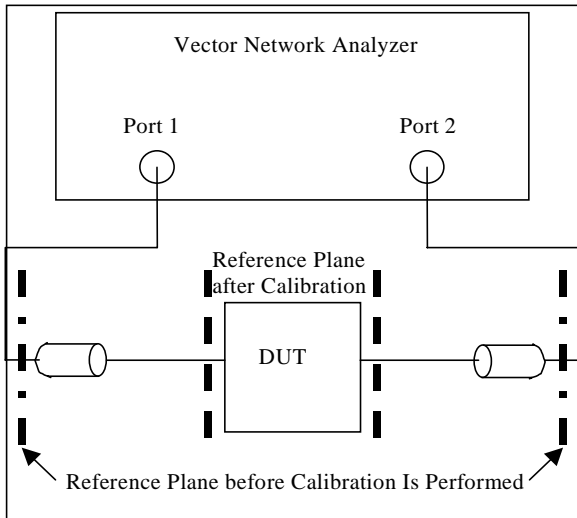 Vector Network Analyzer
Port 1
Port 2
Reference Plane
after Calibration
DUT
Reference Plane before Calibration Is Performed